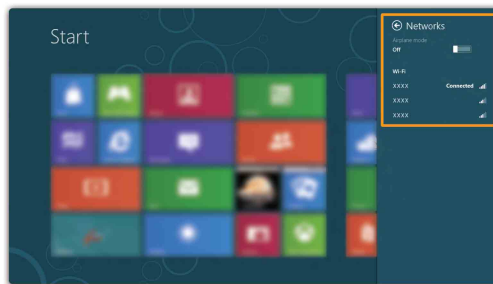 Start
Networks
Airplane mode
Off
Wi-Fi
XXXX Connected
XXXX
XXXX